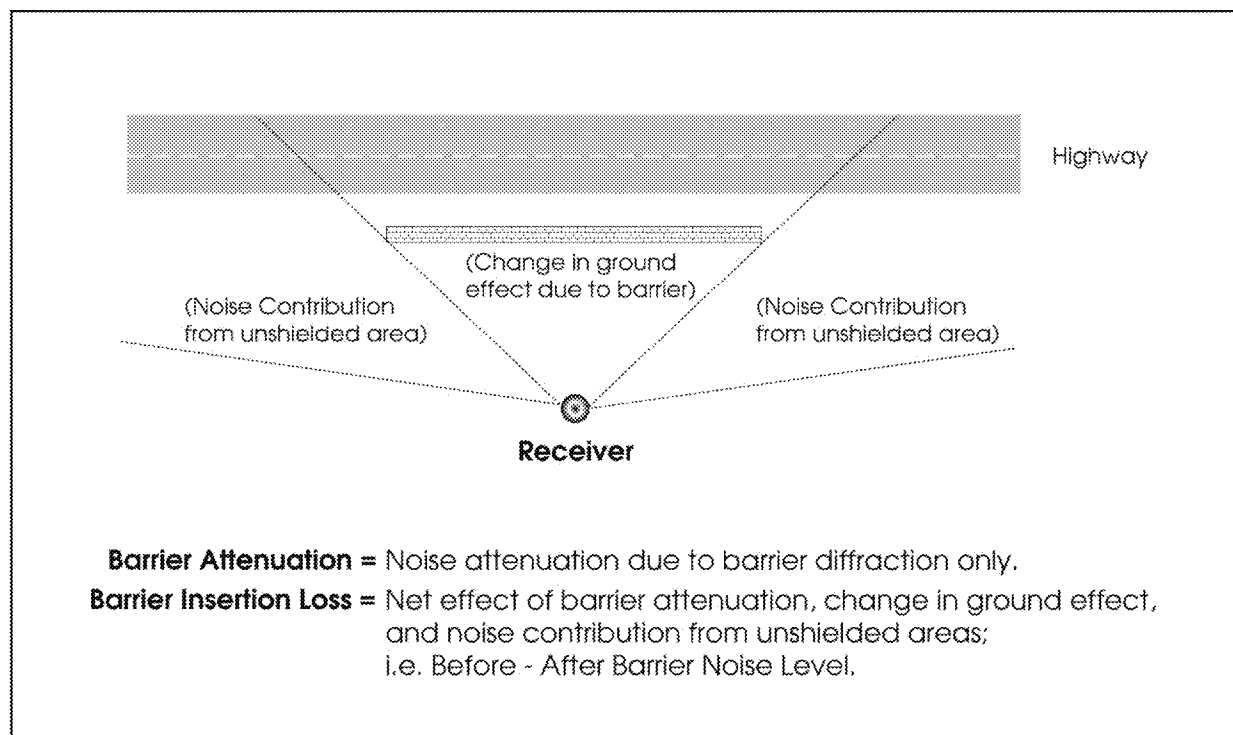 Highway
(Change in ground
effect due to barrier)
(Noise Contribution
from unshielded area)
(Noise Contribution
from unshielded area)
Receiver
Barrier Attenuation = Noise attenuation due to barrier diffraction only.
Barrier Insertion Loss = Net effect of barrier attenuation, change in ground effect,
and noise contribution from unshielded areas;
i.e. Before - After Barrier Noise Level.